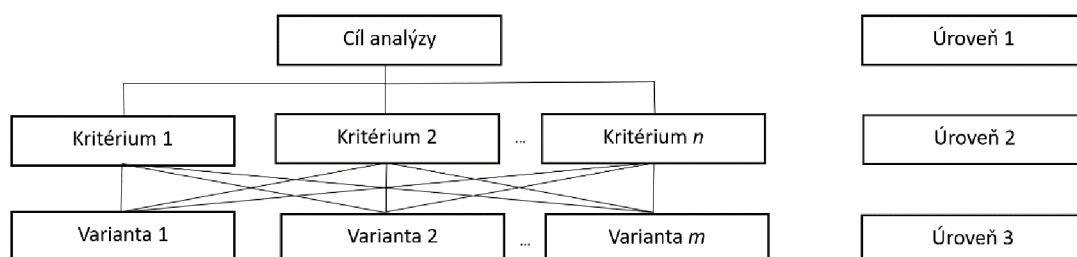 Cíl analýzy Úroveň 1
Kritérium 1 Kritérium 2 ... Kritérium n Úroveň 2
Varianta 1 Varianta 2 ... Varianta m Úroveň 3